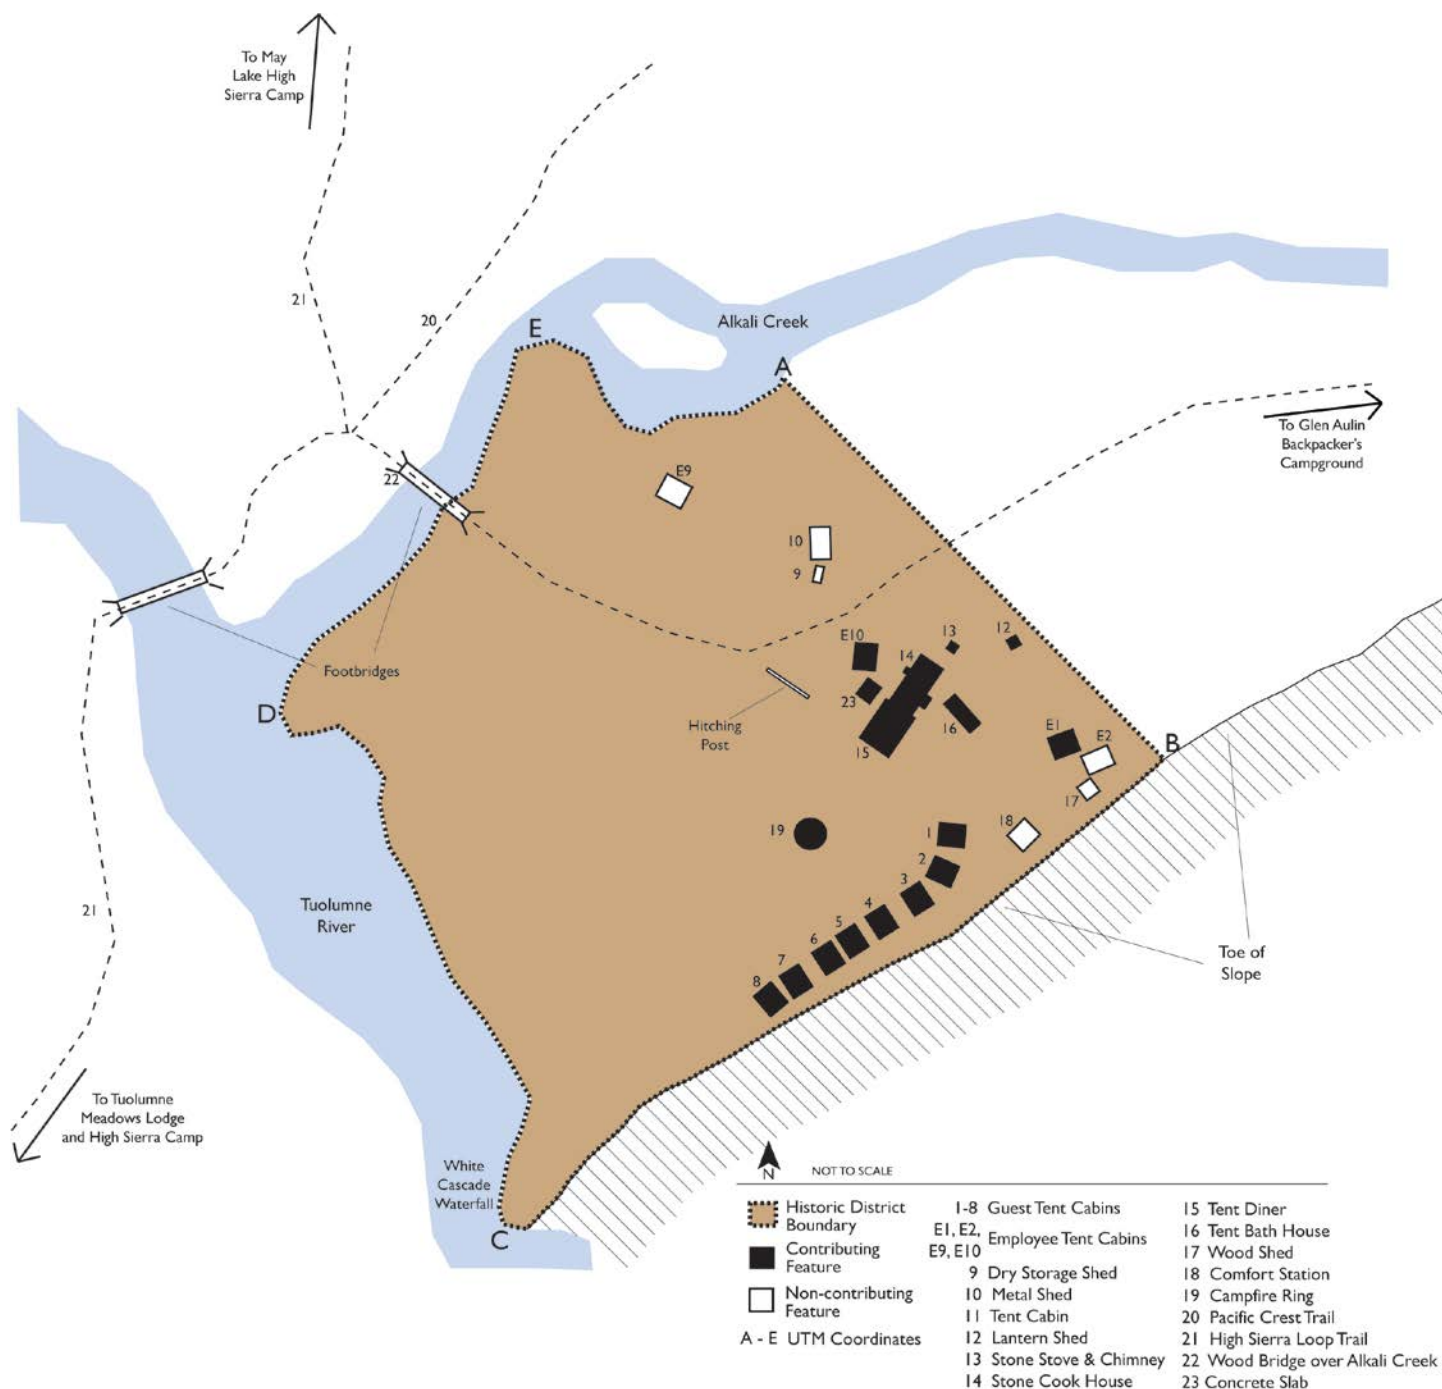 To May
Lake High
Sierra Camp
21
20
E
Alkali Creek
A
To Glen Aulin
Backpacker's
Campground
22
E9
10
9
Footbridges
D
E10
13
12
14
23
Hitching
Post
15
16
E1
E2
B
17
19
18
1
2
3
4
5
6
7
8
21
Tuolumne
River
Toe of
Slope
To Tuolumne
Meadows Lodge
and High Sierra Camp
White
Cascade
Waterfall
C
N
NOT TO SCALE
Historic District
Boundary
Contributing
Feature
Non-contributing
Feature
A - E UTM Coordinates
1-8 Guest Tent Cabins
E1, E2,
E9, E10
Employee Tent Cabins
9 Dry Storage Shed
10 Metal Shed
11 Tent Cabin
12 Lantern Shed
13 Stone Stove & Chimney
14 Stone Cook House
15 Tent Diner
16 Tent Bath House
17 Wood Shed
18 Comfort Station
19 Campfire Ring
20 Pacific Crest Trail
21 High Sierra Loop Trail
22 Wood Bridge over Alkali Creek
23 Concrete Slab